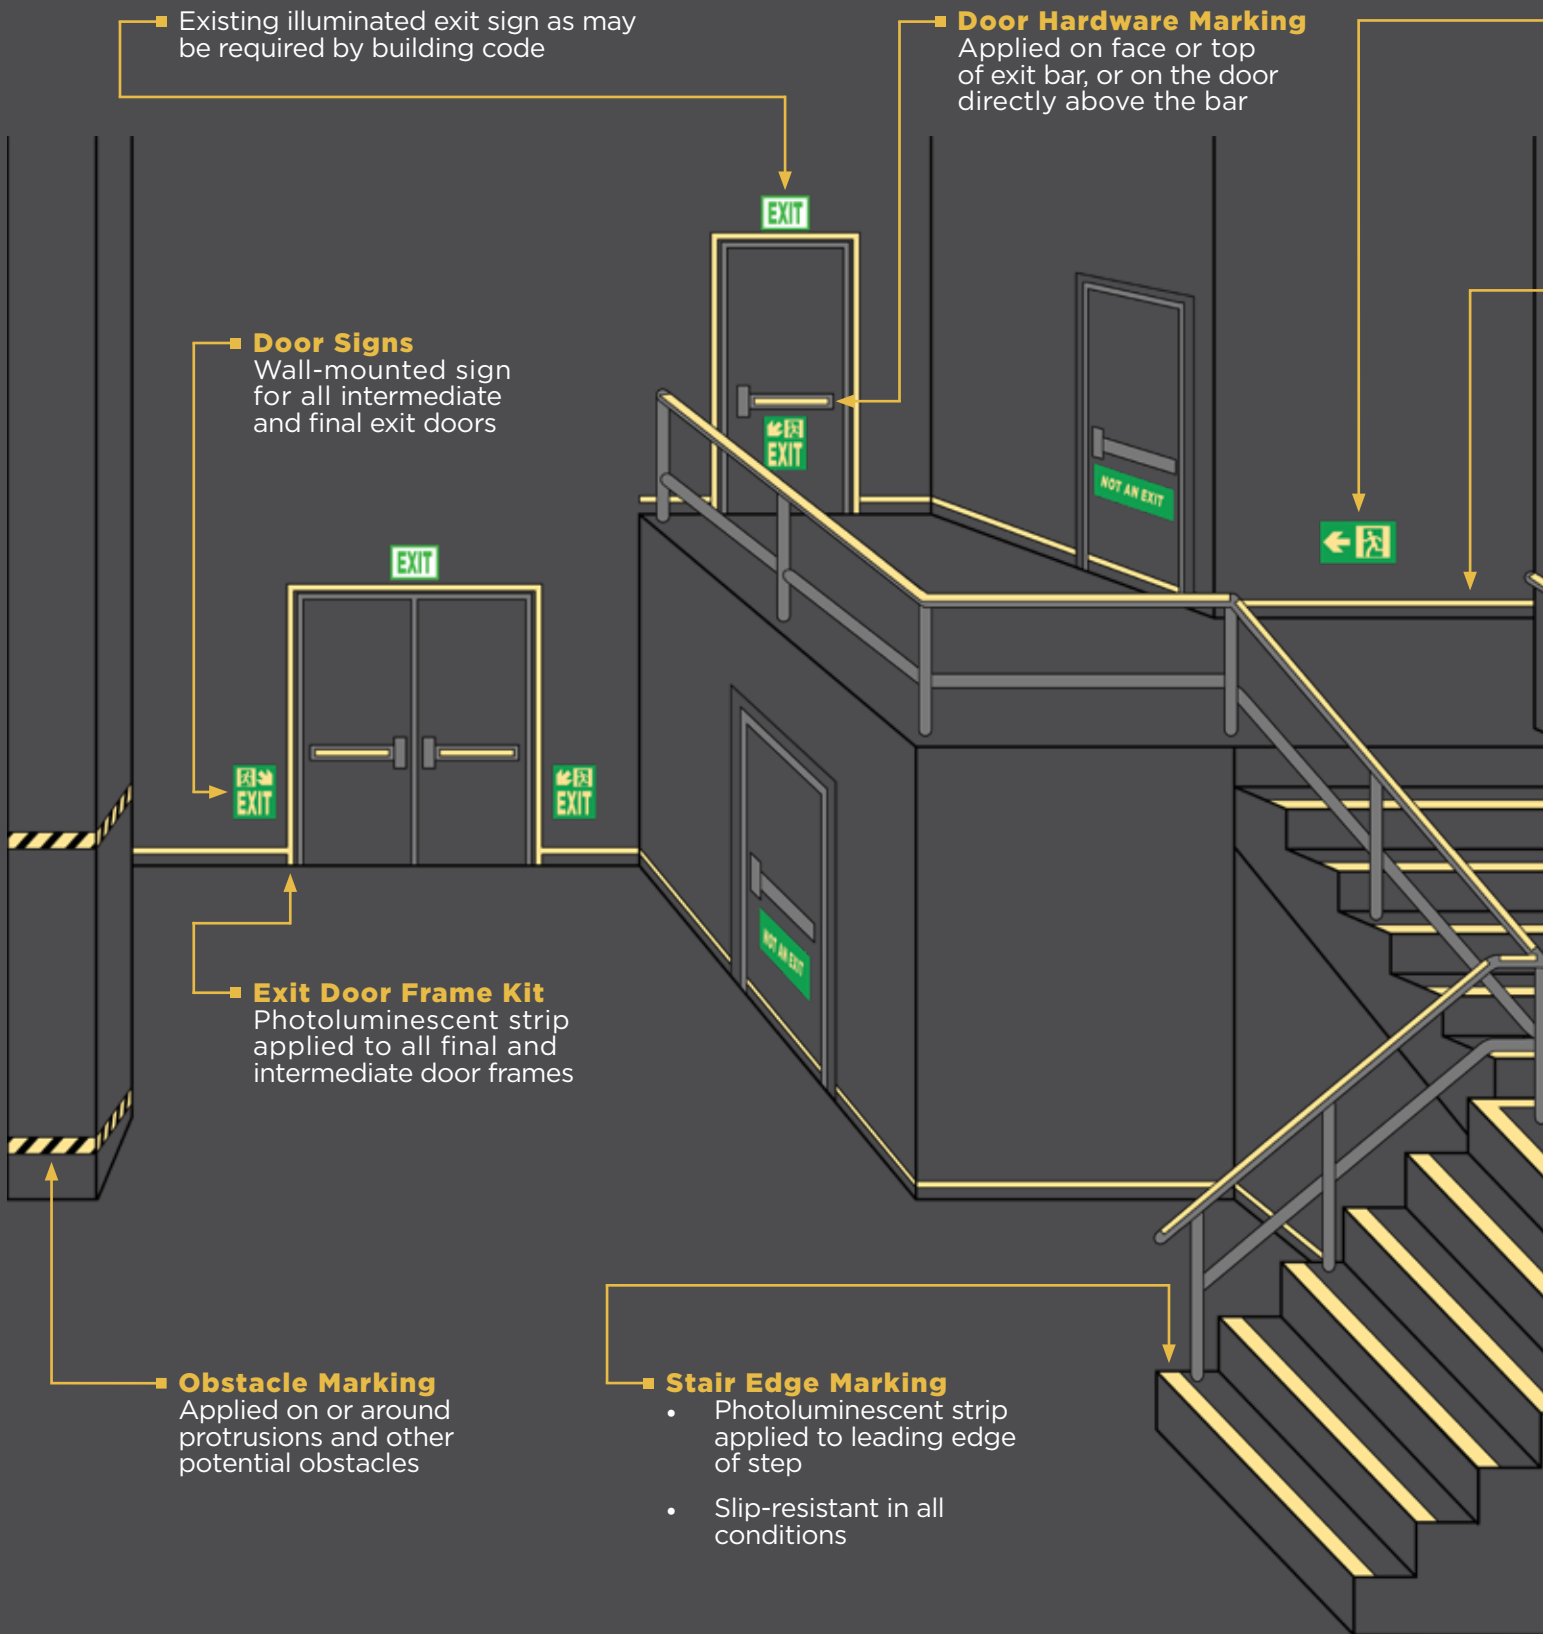 Existing illuminated exit sign as may
be required by building code
Door Hardware Marking
Applied on face or top
of exit bar, or on the door
directly above the bar
EXIT
Door Signs
Wall-mounted sign
for all intermediate
and final exit doors
EXIT
NOT AN EXIT
EXIT
EXIT
EXIT
NOT AN EXIT
Exit Door Frame Kit
Photoluminescent strip
applied to all final and
intermediate door frames
Obstacle Marking
Applied on or around
protrusions and other
potential obstacles
Stair Edge Marking
• Photoluminescent strip
applied to leading edge
of step
• Slip-resistant in all
conditions